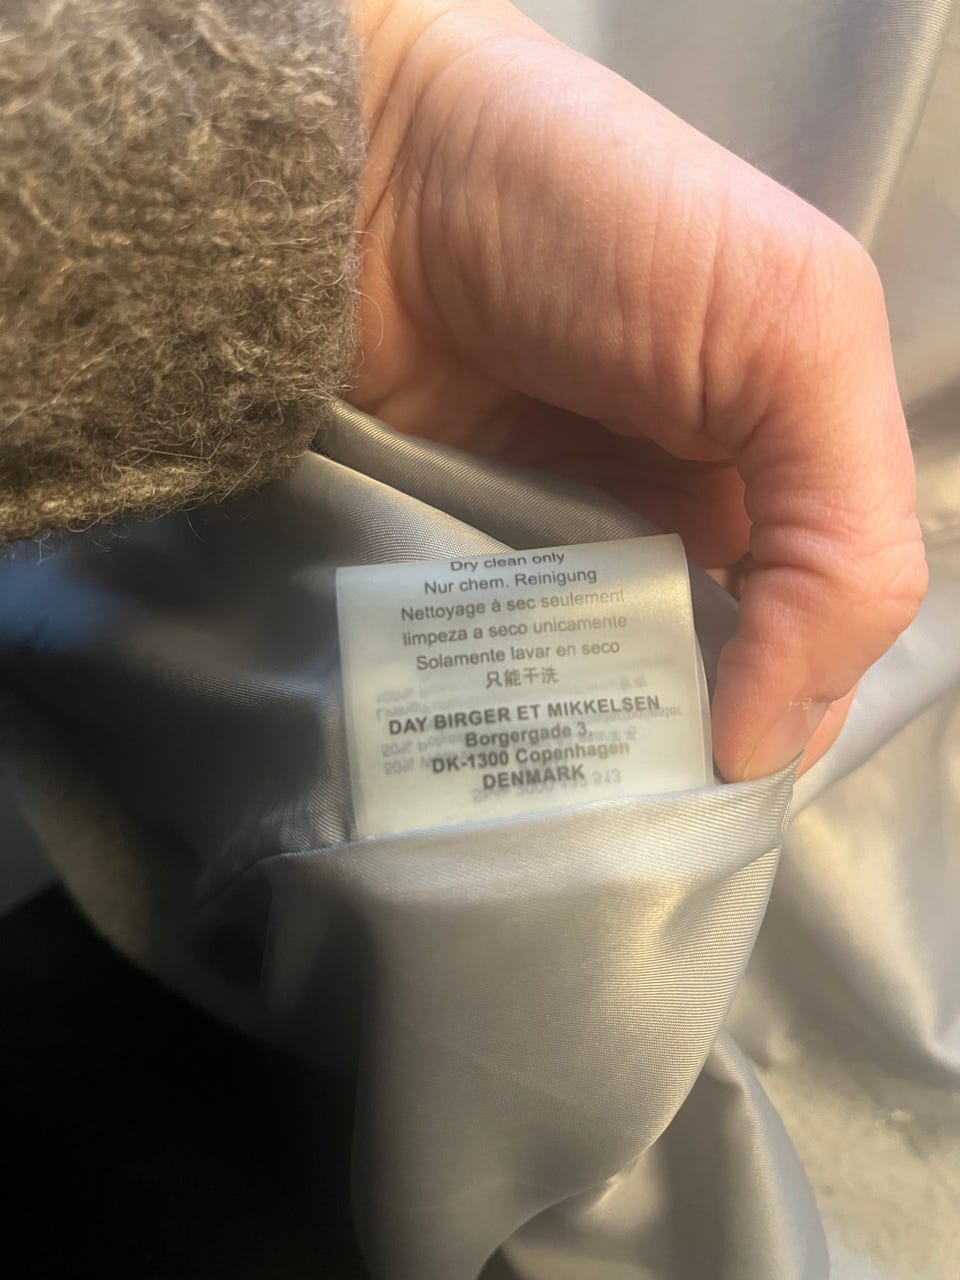 Dry clean only
Nur chem. Reinigung
Nettoyage à sec seulement
limpeza a seco unicamente
Solamente lavar en seco
只能干洗
DAY BIRGER ET MIKKELSEN
Borgergade 3,
DK-1300 Copenhagen
DENMARK